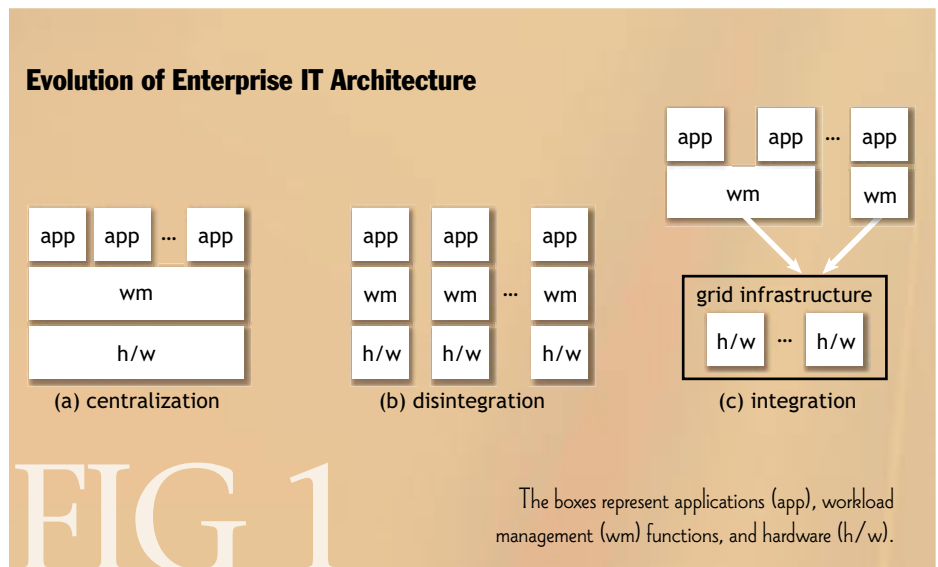 Evolution of Enterprise IT Architecture
app app ... app
wm
h/w
(a) centralization
app app app
wm wm ... wm
h/w h/w h/w
(b) disintegration
app app ... app
wm wm
grid infrastructure
h/w ... h/w
(c) integration
FIG 1
The boxes represent applications (app), workload
management (wm) functions, and hardware (h/w).